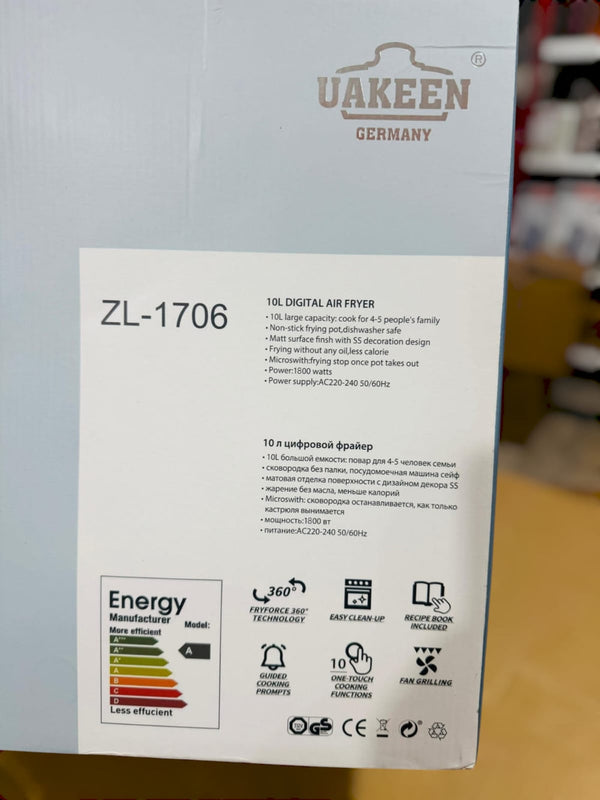 UAKEEN ®
GERMANY
ZL-1706
10L DIGITAL AIR FRYER
• 10L large capacity: cook for 4-5 people's family
• Non-stick frying pot,dishwasher safe
• Matt surface finsh with SS decoration design
• Frying without any oil,less calorie
• Microswith:frying stop once pot takes out
• Power:1800 watts
• Power supply:AC220-240 50/60Hz
10 л цифровой фрайер
• 10L большой емкости: повар для 4-5 человек семьи
• сковородка без палки, посудомоечная машина сейф
• матовая отделка поверхности с дизайном декора SS
• жарение без масла, меньше калорий
• Microswith: сковородка останавливается, как только
кастрюля вынимается
• мощность:1800 вт
• питание:AC220-240 50/60Hz
Energy
Manufacturer
Model:
More efficient
A+++
A++
A+
A
B
C
D
A
Less effucient
360°
FRYFORCE 360°
TECHNOLOGY
EASY CLEAN-UP
RECIPE BOOK
INCLUDED
GUIDED
COOKING
PROMPTS
10
ONE-TOUCH
COOKING
FUNCTIONS
FAN GRILLING
GS
CE